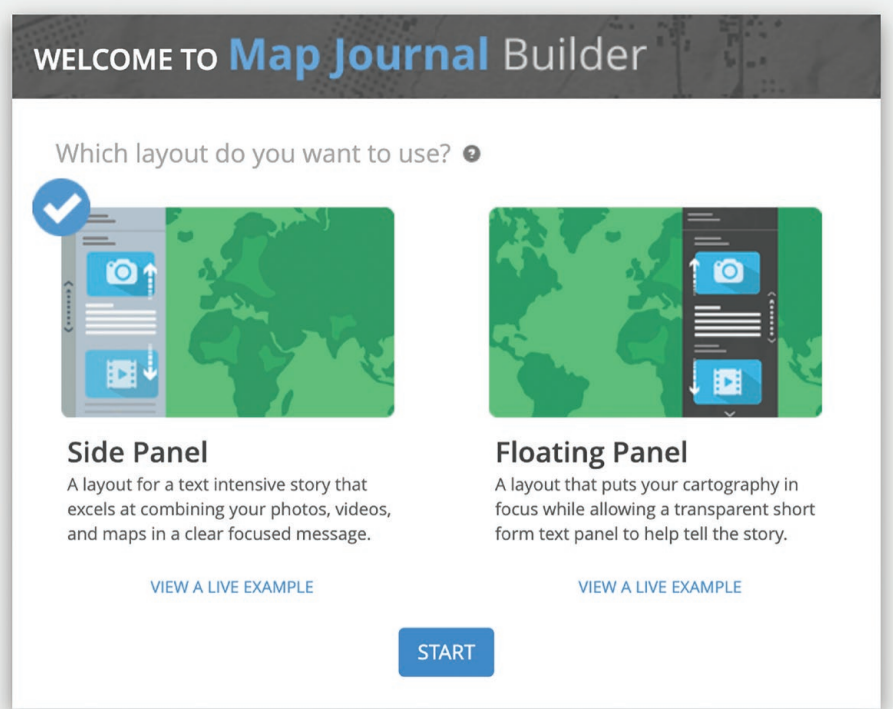 WELCOME TO Map Journal Builder
Which layout do you want to use? ?
Side Panel
A layout for a text intensive story that
excels at combining your photos, videos,
and maps in a clear focused message.
VIEW A LIVE EXAMPLE
Floating Panel
A layout that puts your cartography in
focus while allowing a transparent short
form text panel to help tell the story.
VIEW A LIVE EXAMPLE
START